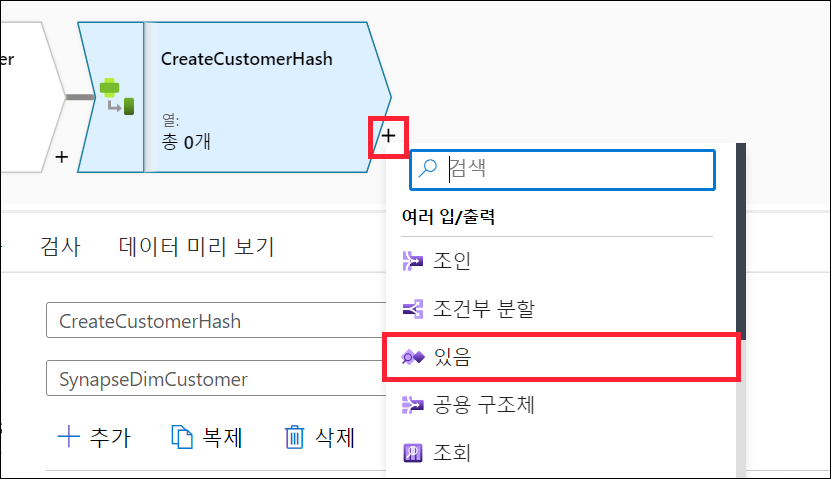 er
CreateCustomerHash
열:
총 0개
+
+
검색
여러 입/출력
조인
조건부 분할
있음
공용 구조체
조회
검사
데이터 미리 보기
CreateCustomerHash
SynapseDimCustomer
추가
복제
삭제